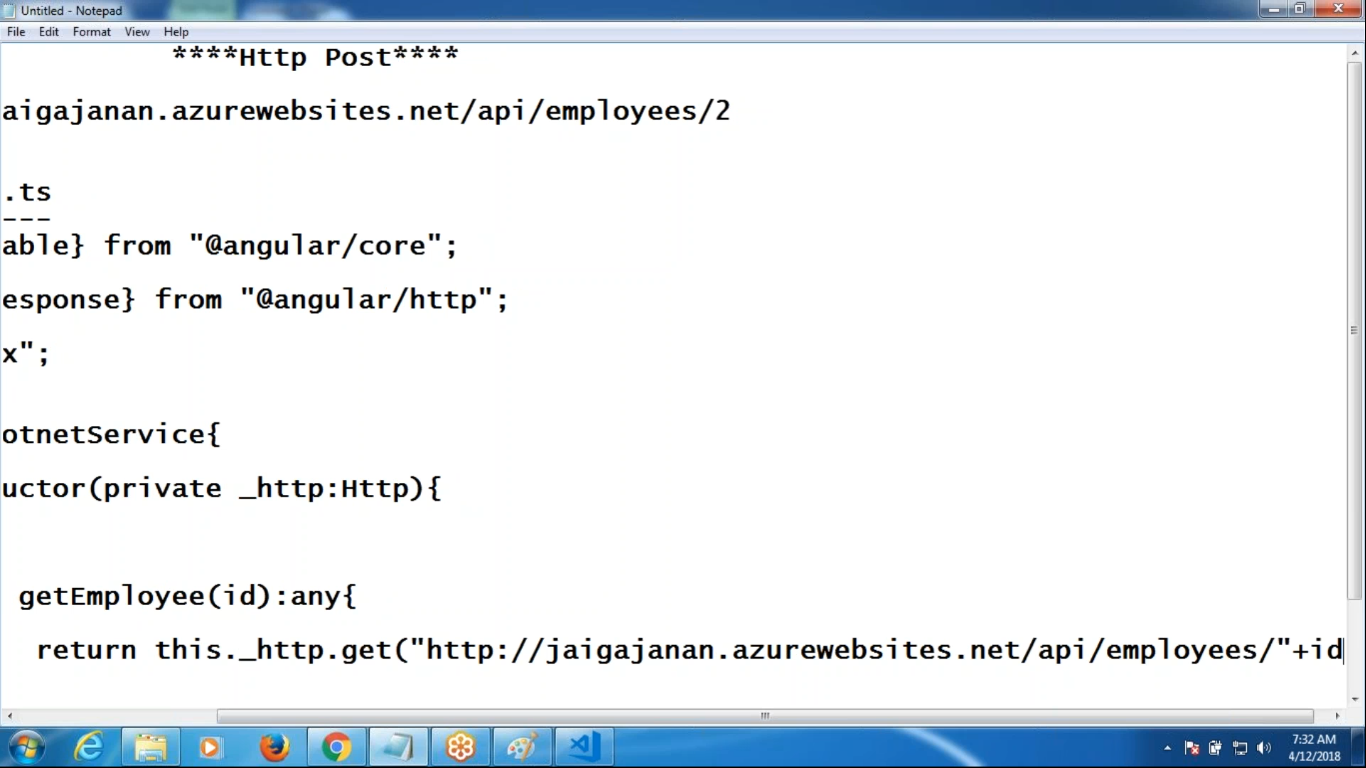 Untitled - Notepad
File Edit Format View Help
****Http Post****
aigajanan.azurewebsites.net/api/employees/2
.ts
---
able} from "@angular/core";
esponse} from "@angular/http";
x";
otnetService{
uctor(private _http:Http){
getEmployee(id):any{
return this._http.get("http://jaigajanan.azurewebsites.net/api/employees/"+id
7:32 AM
4/12/2018